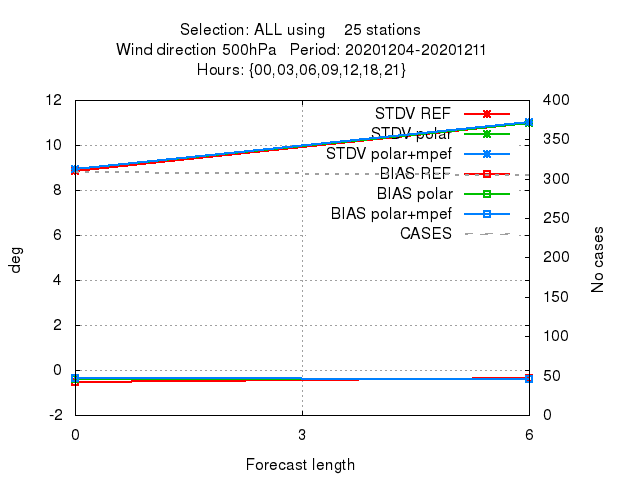 Selection: ALL using    25 stations
Wind direction 500hPa   Period: 20201204-20201211
Hours: {00,03,06,09,12,18,21}
12 400
STDV REF
STDV polar
350
10
STDV polar+mpef
BIAS REF
300
8
BIAS polar
BIAS polar+mpef
250
6
CASES
deg
No cases
200
4
150
2
100
0
50
-2 0
0 3 6
Forecast length